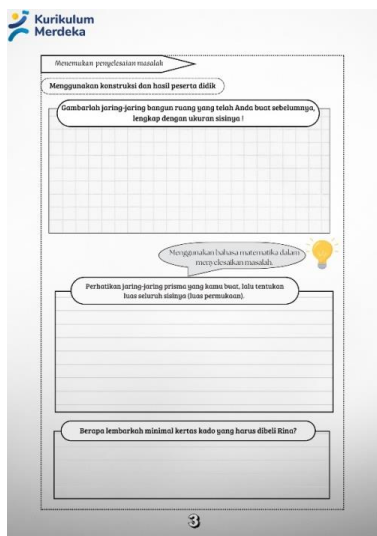 Kurikulum
Merdeka
Menemukan penyelesaian masalah
Menggunakan konstruksi dan hasil peserta didik
Gambarlah jaring-jaring bangun ruang yang telah Anda buat sebelumnya,
lengkap dengan ukuran sisinya !
Menggunakan bahasa matematika dalam
menyelesaikan masalah.
Perhatikan jaring-jaring prisma yang kamu buat, lalu tentukan
luas seluruh sisinya (luas permukaan).
Berapa lembarkah minimal kertas kado yang harus dibeli Rina?
3